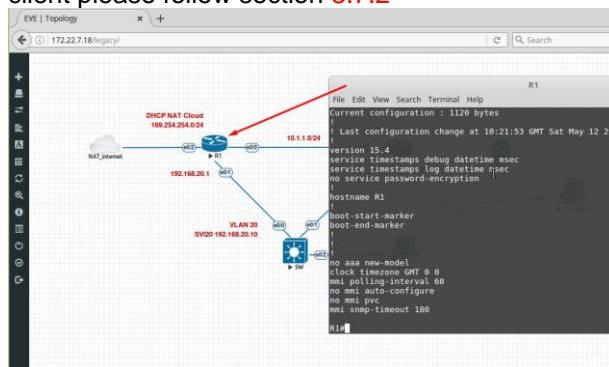 client please follow section 5.7.2
EVE | Topology
172.22.7.18/legacy/
Search
R1
File Edit View Search Terminal Help
Current configuration : 1120 bytes
!
! Last configuration change at 10:21:53 GMT Sat May 12 2
!
version 15.4
service timestamps debug datetime msec
service timestamps log datetime msec
no service password-encryption
!
hostname R1
!
boot-start-marker
boot-end-marker
!
!
!
no aaa new-model
clock timezone GMT 0 0
mmi polling-interval 60
no mmi auto-configure
no mmi pvc
mmi snmp-timeout 180
R1#
DHCP NAT Cloud
169.254.254.0/24
10.1.1.0/24
NAT_internet
e0/2
R1
e0/0
192.168.20.1
e0/1
VLAN 20
SVI20 192.168.20.10
e0/0
e0/1
SW
e0/2